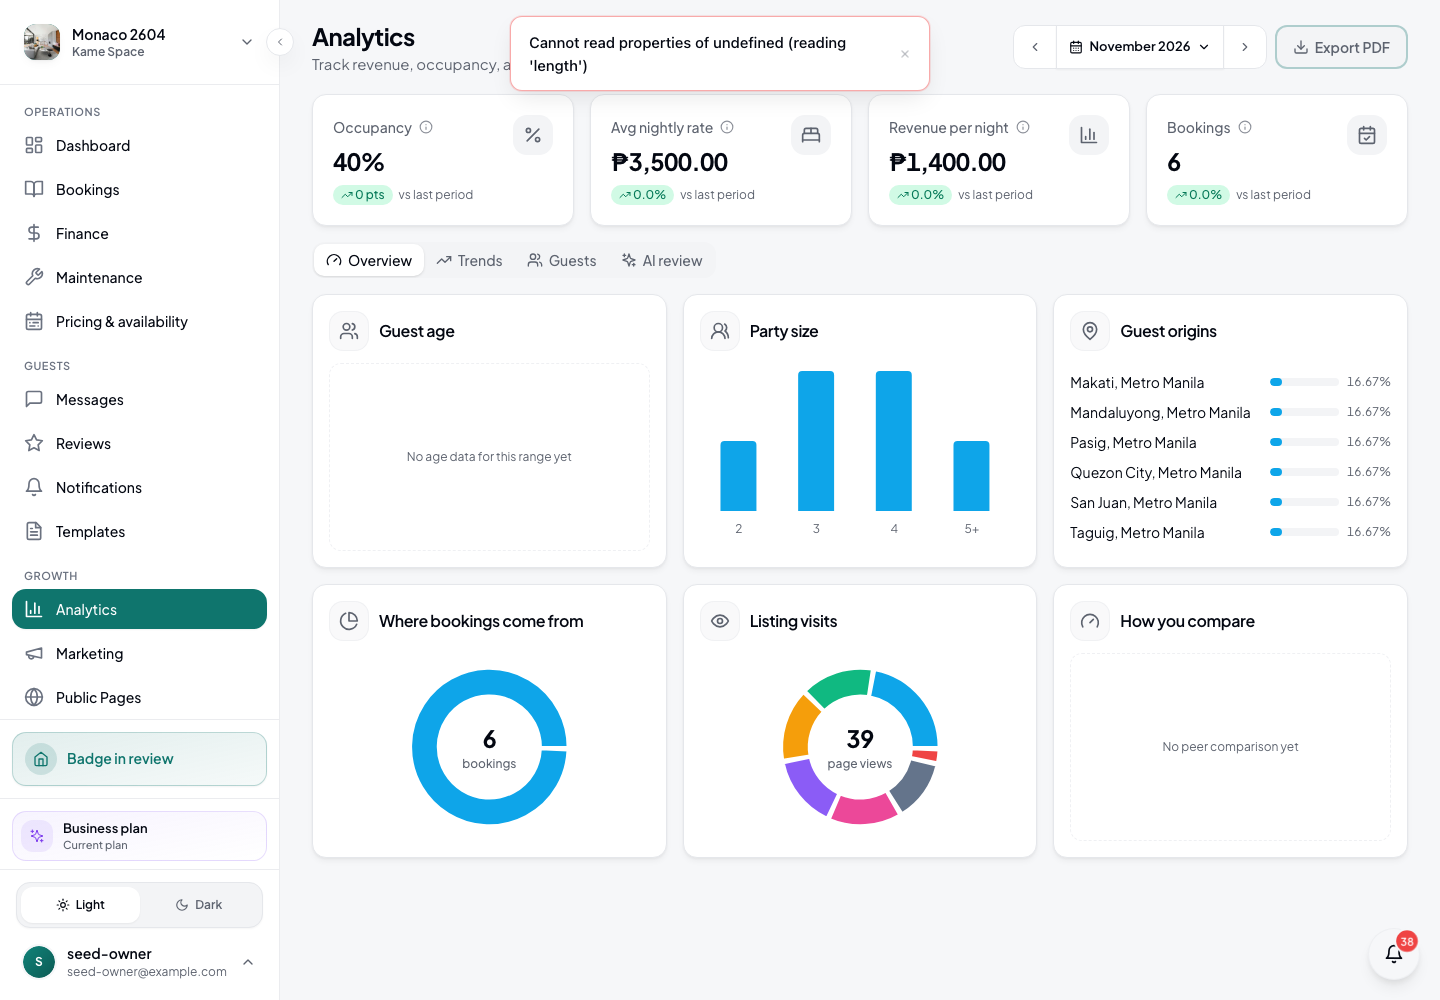 Monaco 2604
Kame Space
OPERATIONS
Dashboard
Bookings
Finance
Maintenance
Pricing & availability
GUESTS
Messages
Reviews
Notifications
Templates
GROWTH
Analytics
Marketing
Public Pages
Badge in review
Business plan
Current plan
Light
Dark
S
seed-owner
seed-owner@example.com
Analytics
Track revenue, occupancy, a
Cannot read properties of undefined (reading
'length')
November 2026
Export PDF
Occupancy
40%
0 pts vs last period
Avg nightly rate
₱3,500.00
0.0% vs last period
Revenue per night
₱1,400.00
0.0% vs last period
Bookings
6
0.0% vs last period
Overview
Trends
Guests
AI review
Guest age
No age data for this range yet
Party size
2 3 4 5+
Guest origins
Makati, Metro Manila 16.67%
Mandaluyong, Metro Manila 16.67%
Pasig, Metro Manila 16.67%
Quezon City, Metro Manila 16.67%
San Juan, Metro Manila 16.67%
Taguig, Metro Manila 16.67%
Where bookings come from
6
bookings
Listing visits
39
page views
How you compare
No peer comparison yet
38